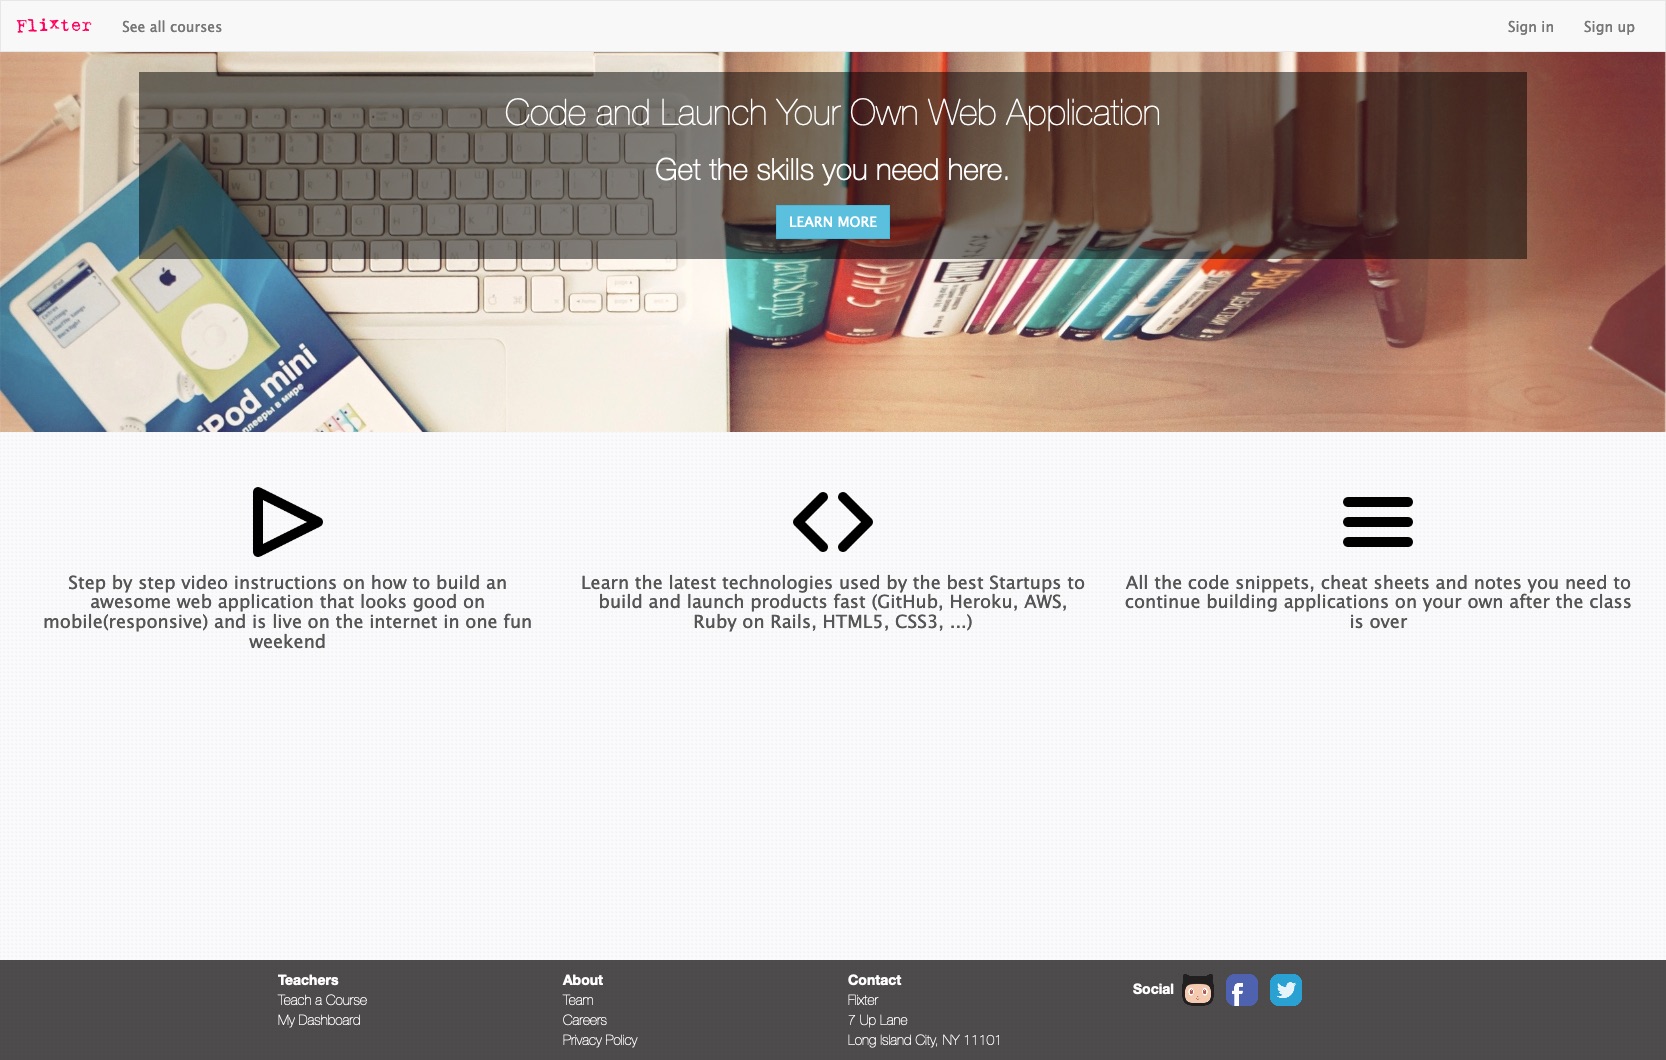 Flixter
See all courses
Sign in
Sign up
Code and Launch Your Own Web Application
Get the skills you need here.
LEARN MORE
JavaScript
PHP 5
iPod mini
плееры в мире
Step by step video instructions on how to build an
awesome web application that looks good on
mobile(responsive) and is live on the internet in one fun
weekend
Learn the latest technologies used by the best Startups to
build and launch products fast (GitHub, Heroku, AWS,
Ruby on Rails, HTML5, CSS3, ...)
All the code snippets, cheat sheets and notes you need to
continue building applications on your own after the class
is over
Teachers
Teach a Course
My Dashboard
About
Team
Careers
Privacy Policy
Contact
Flixter
7 Up Lane
Long Island City, NY 11101
Social